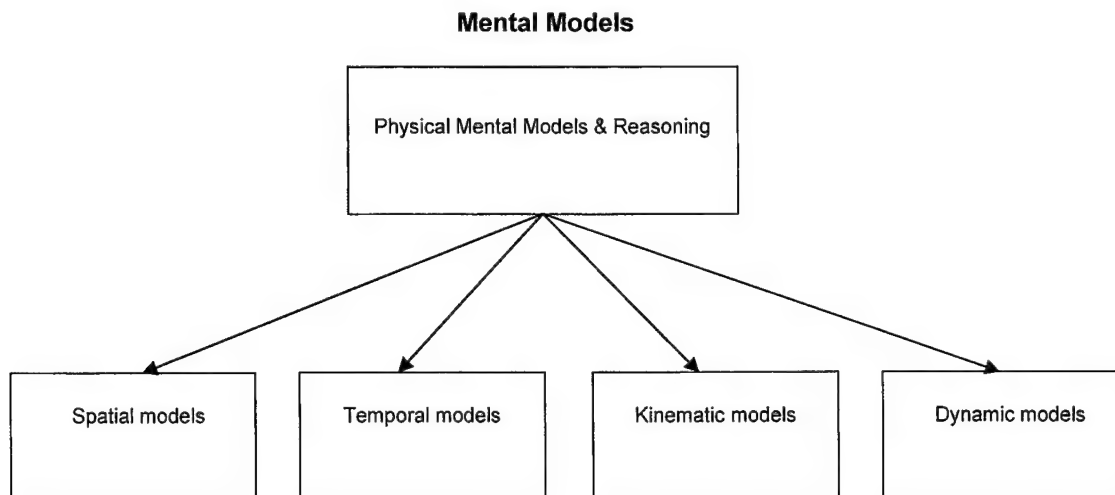 Mental Models
Physical Mental Models & Reasoning
Spatial models
Temporal models
Kinematic models
Dynamic models